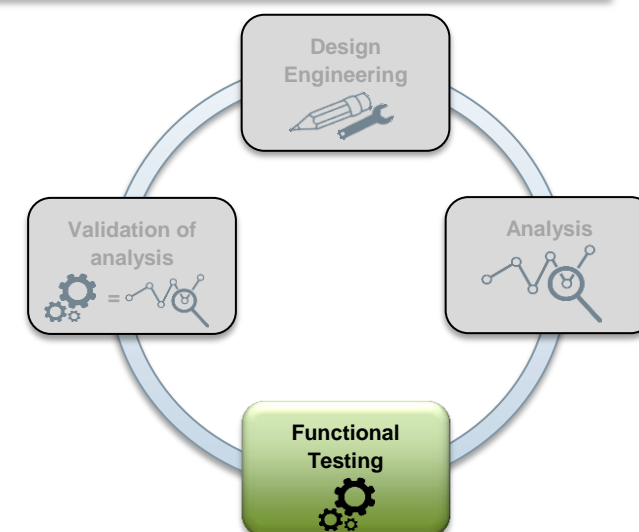 Design
Engineering
Validation of
analysis
=
Analysis
Functional
Testing